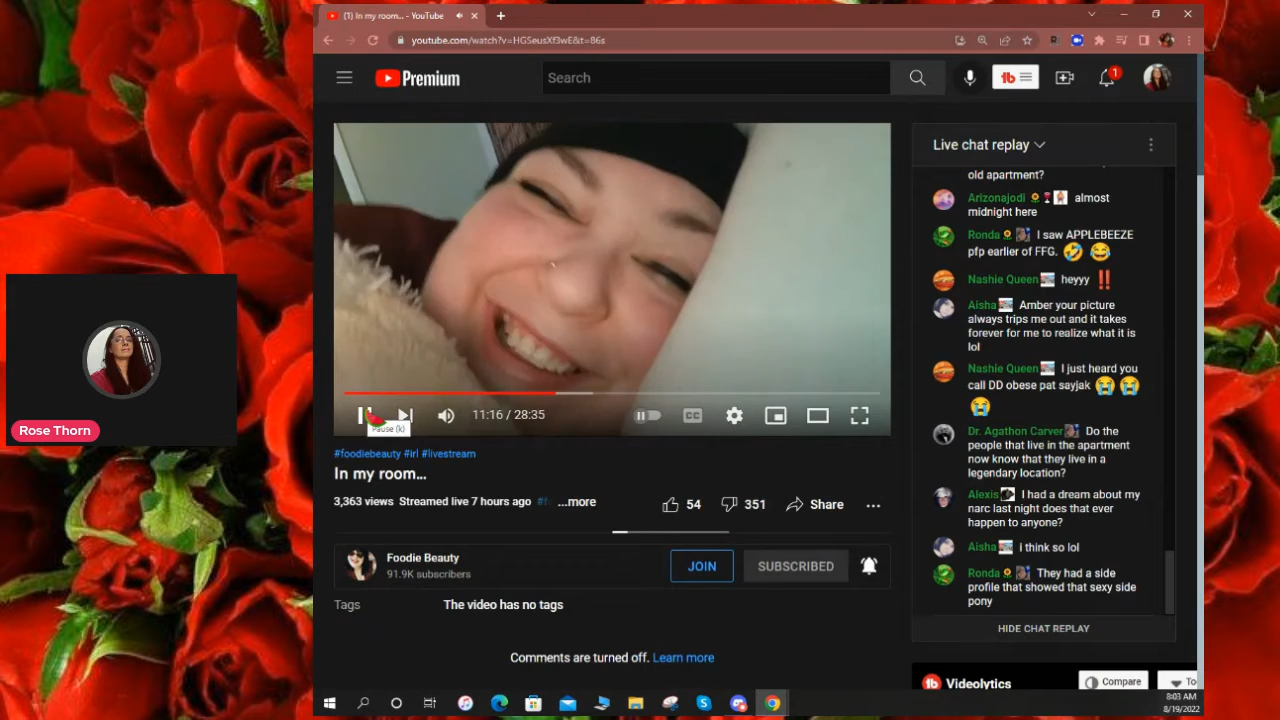 (1) In my room... - YouTube
youtube.com/watch?v=HGSeusXf3wE&t=86s
Premium
Search
1
11:16 / 28:35
CC
Pause (k)
#foodiebeauty #irl #livestream
In my room...
3,363 views Streamed live 7 hours ago #f ...more
54
351
Share
Foodie Beauty
91.9K subscribers
JOIN
SUBSCRIBED
Tags
The video has no tags
Comments are turned off. Learn more
Live chat replay
old apartment?
Arizonajodi almost
midnight here
Ronda I saw APPLEBEEZE
pfp earlier of FFG.
Nashie Queen heyyy
Aisha Amber your picture
always trips me out and it takes
forever for me to realize what it is
lol
Nashie Queen I just heard you
call DD obese pat sayjak
Dr. Agathon Carver Do the
people that live in the apartment
now know that they live in a
legendary location?
Alexis I had a dream about my
narc last night does that ever
happen to anyone?
Aisha i think so lol
Ronda They had a side
profile that showed that sexy side
pony
HIDE CHAT REPLAY
Videolytics
Compare
To
Rose Thorn
8:03 AM
8/19/2022